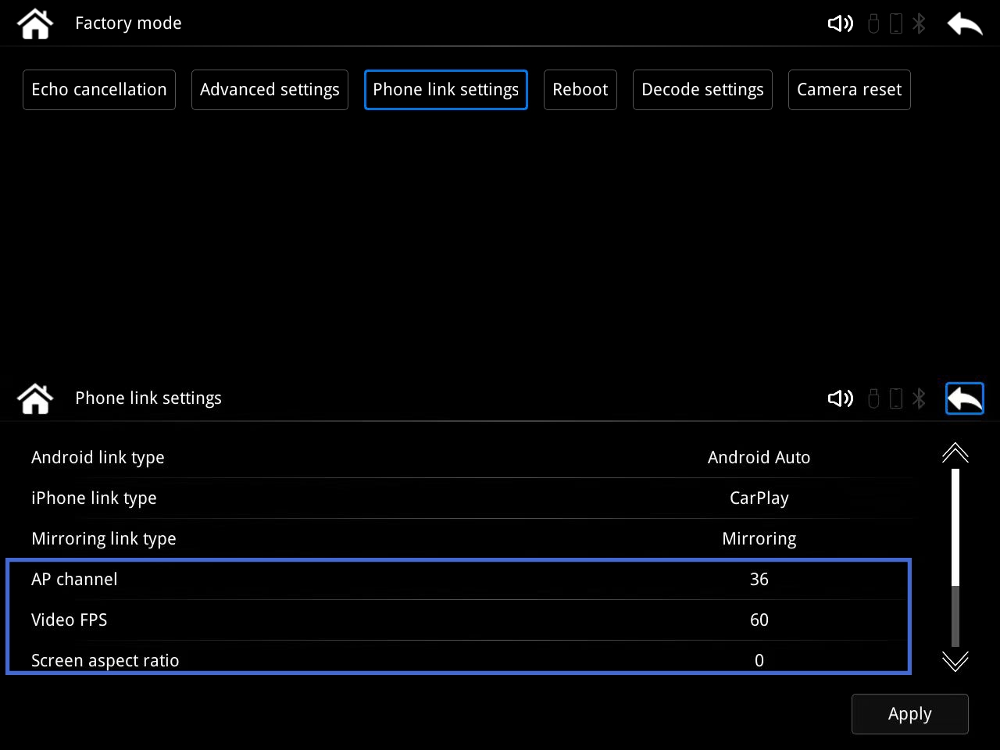 Factory mode
Echo cancellation
Advanced settings
Phone link settings
Reboot
Decode settings
Camera reset
Phone link settings
Android link type Android Auto
iPhone link type CarPlay
Mirroring link type Mirroring
AP channel 36
Video FPS 60
Screen aspect ratio 0
Apply